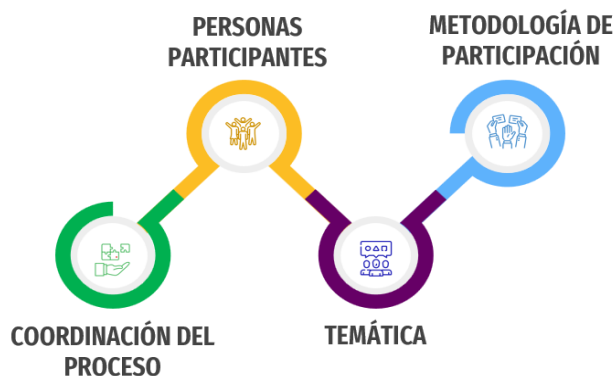 PERSONAS
PARTICIPANTES
METODOLOGÍA DE
PARTICIPACIÓN
COORDINACIÓN DEL
PROCESO
TEMÁTICA